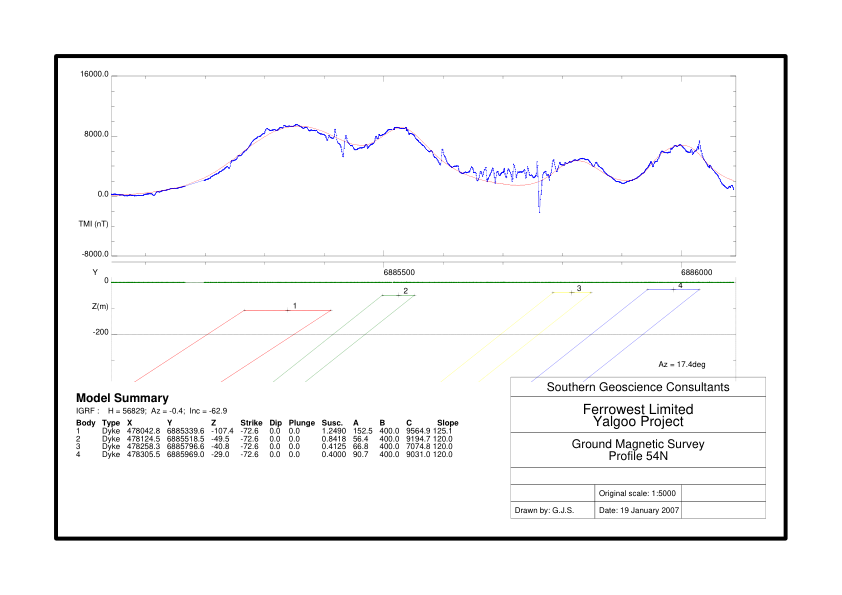 16000.0
8000.0
0.0
TMI (nT)
-8000.0
Y 6885500 6886000
0
1 2 3 4
Z(m)
-200
Az = 17.4deg
Model Summary
IGRF : H = 56829; Az = -0.4; Inc = -62.9
Body Type X Y Z Strike Dip Plunge Susc. A B C Slope
1 Dyke 478042.8 6885339.6 -107.4 -72.6 0.0 0.0 1.2490 152.5 400.0 9564.9 125.1
2 Dyke 478124.5 6885518.5 -49.5 -72.6 0.0 0.0 0.8418 56.4 400.0 9194.7 120.0
3 Dyke 478258.3 6885796.6 -40.8 -72.6 0.0 0.0 0.4125 66.8 400.0 7074.8 120.0
4 Dyke 478305.5 6885969.0 -29.0 -72.6 0.0 0.0 0.4000 90.7 400.0 9031.0 120.0
Southern Geoscience Consultants
Ferrowest Limited
Yalgoo Project
Ground Magnetic Survey
Profile 54N
Original scale: 1:5000
Drawn by: G.J.S. Date: 19 January 2007